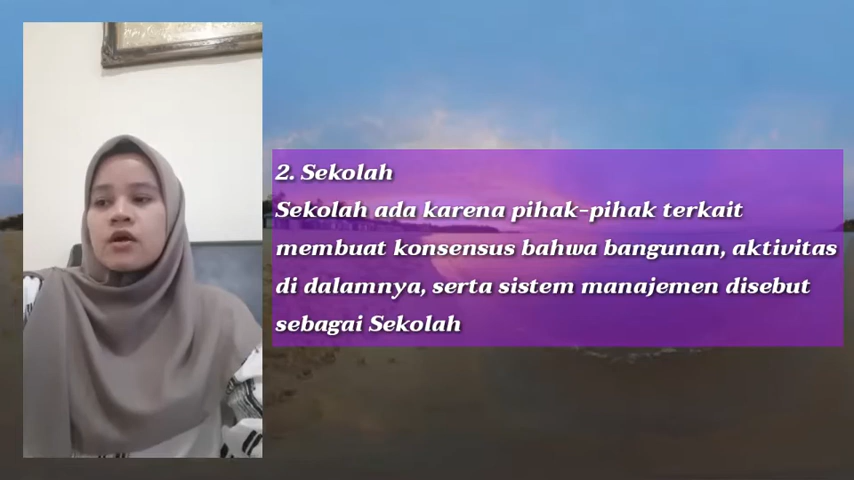 2. Sekolah
Sekolah ada karena pihak-pihak terkait
membuat konsensus bahwa bangunan, aktivitas
di dalamnya, serta sistem manajemen disebut
sebagai Sekolah